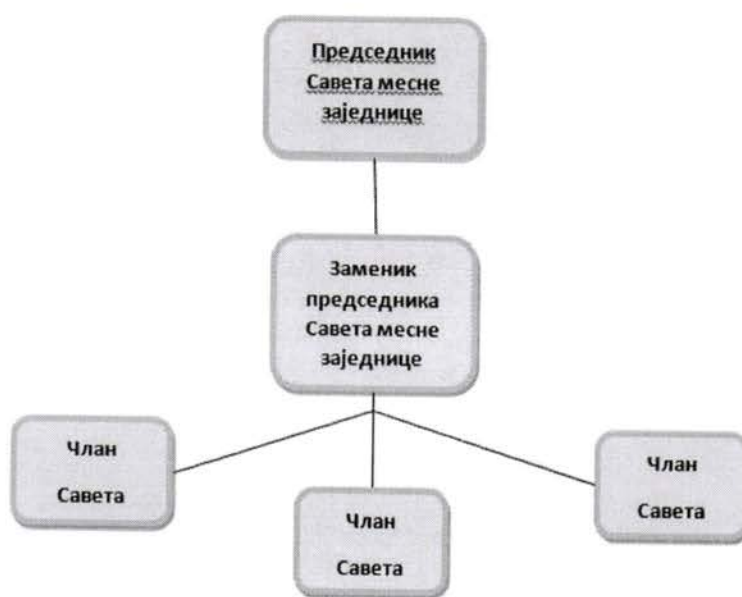 Председник
Савета месне
заједнице
Заменик
председника
Савета месне
заједнице
Члан
Савета
Члан
Савета
Члан
Савета